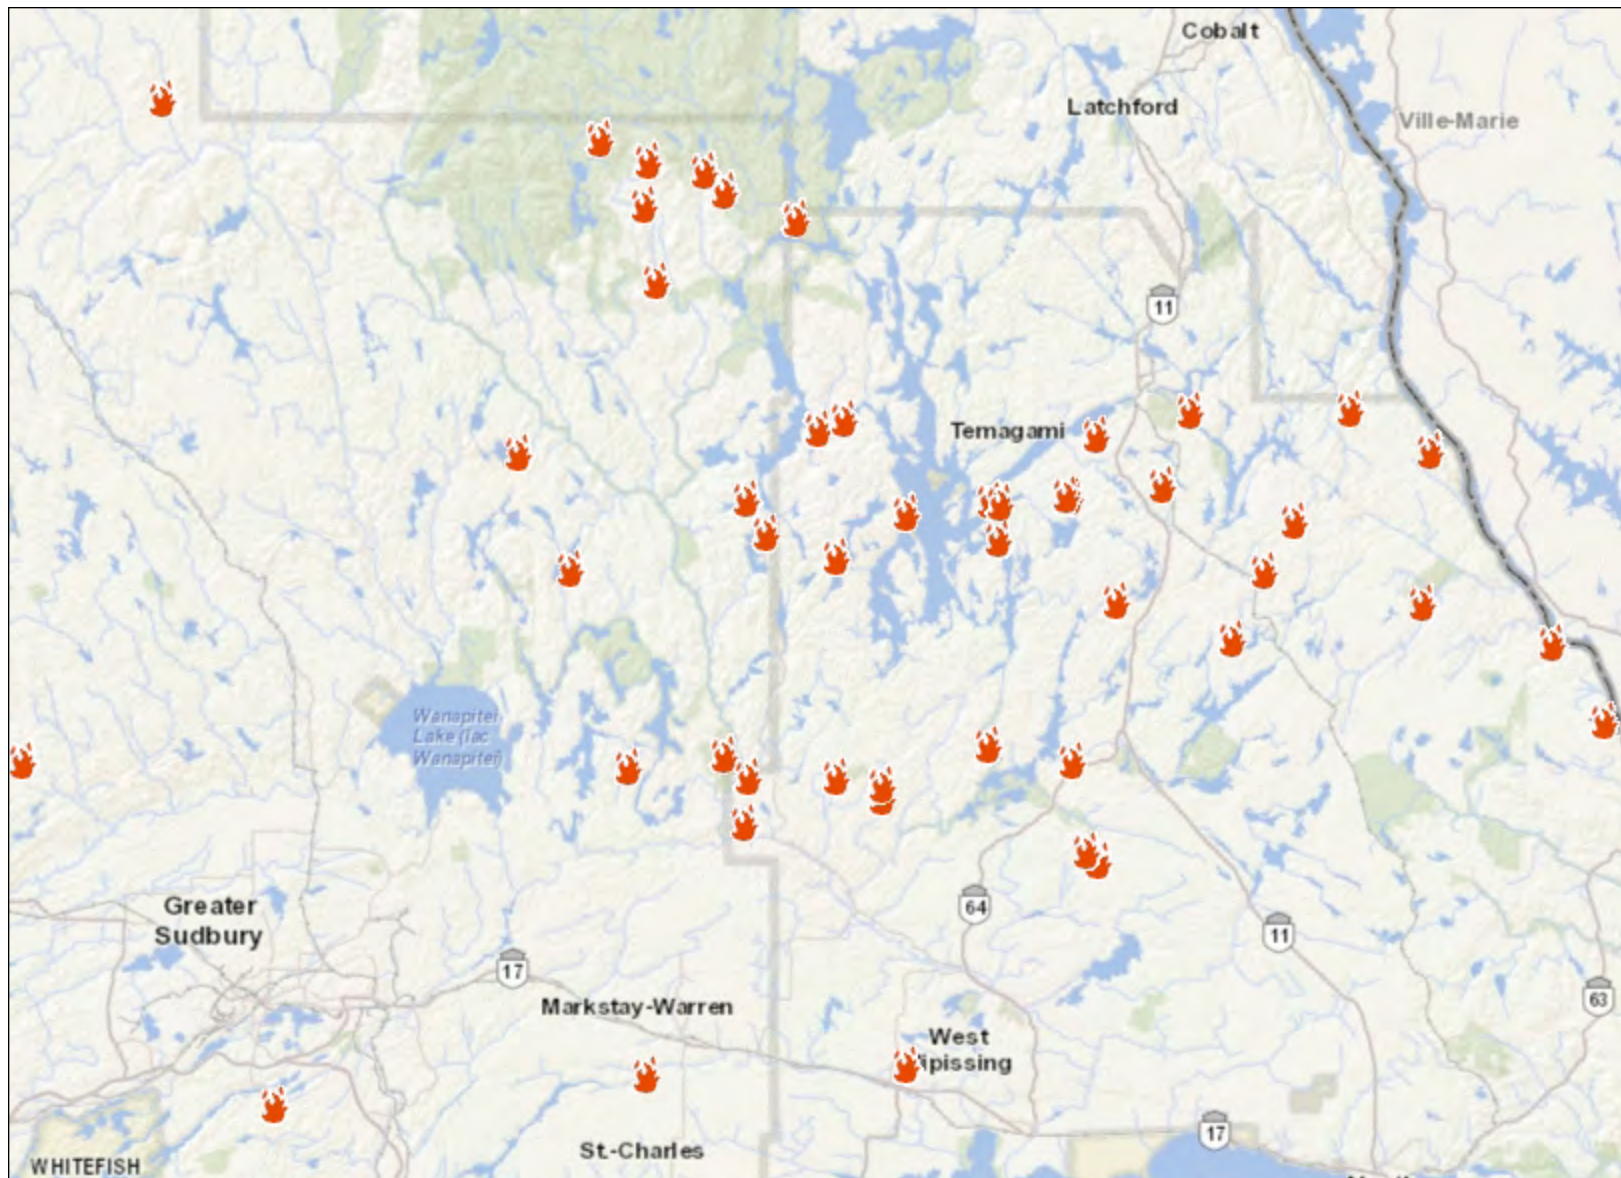 Cobalt
Latchford
Ville-Marie
11
Temagami
Wanapitei
Lake (lac
Wanapitei)
Greater
Sudbury
64
11
17
63
Markstay-Warren
West
ipissing
17
St.-Charles
WHITEFISH